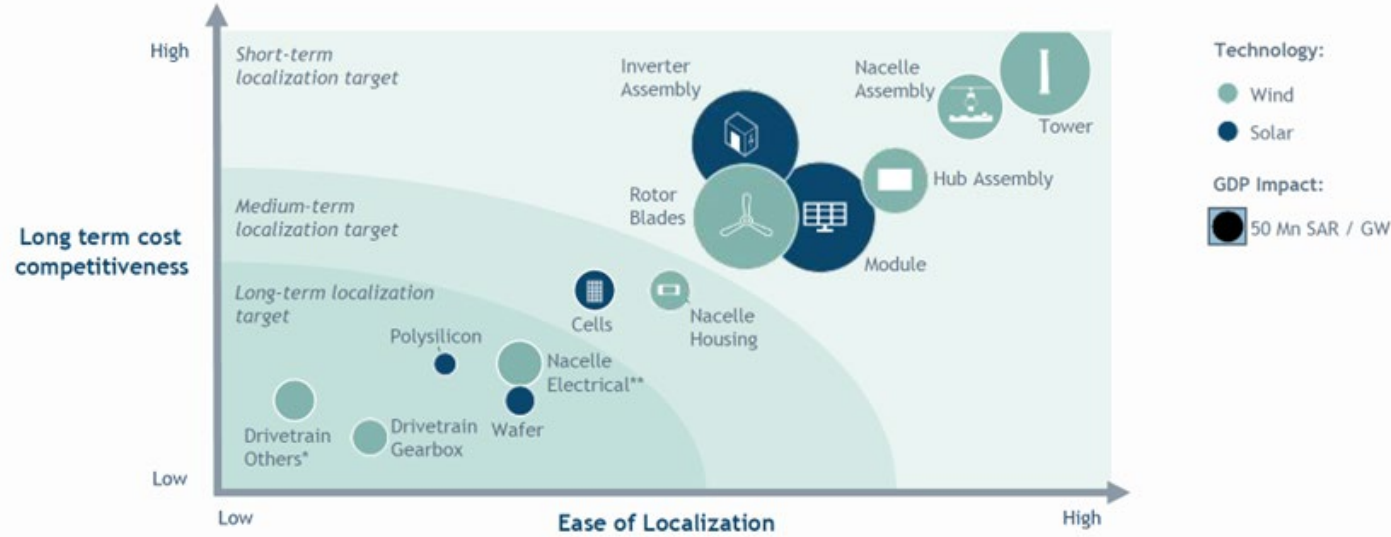 High
Short-term
localization target
Inverter
Assembly
Nacelle
Assembly
Tower
Technology:
Wind
Solar
GDP Impact:
50 Mn SAR / GW
Hub Assembly
Rotor
Blades
Module
Medium-term
localization target
Long term cost
competitiveness
Long-term localization
target
Cells
Nacelle
Housing
Polysilicon
Nacelle
Electrical**
Wafer
Drivetrain
Others*
Drivetrain
Gearbox
Low
Low
Ease of Localization
High